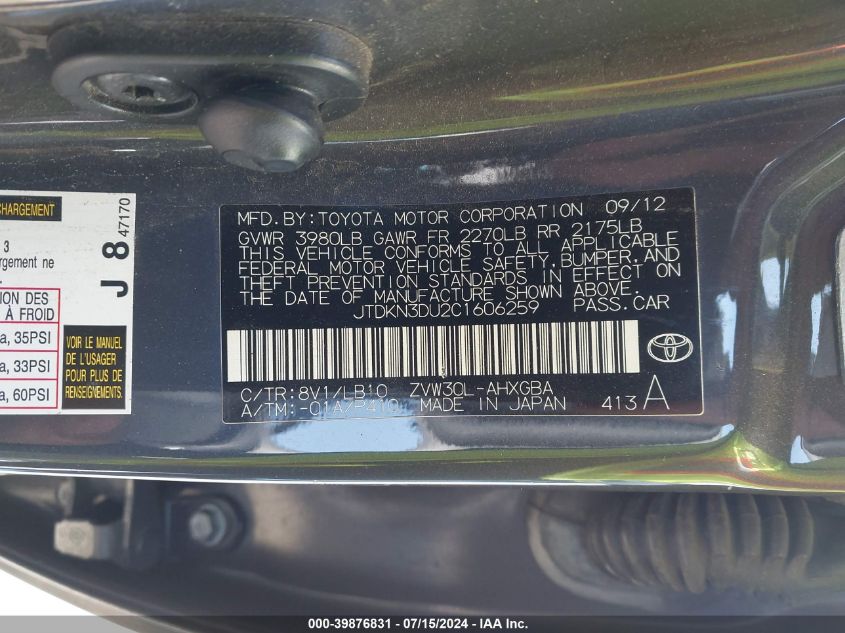 CHARGEMENT
3
argement ne
ION DES
À FROID
a, 35PSI
a, 33PSI
a, 60PSI
VOIR LE
MANUEL DE
L'USAGER
POUR PLUS DE
DÉTAILS
J 8
47170
MFD.BY:TOYOTA MOTOR CORPORATION 09/12
GVWR 3980LB GAWR FR 2270LB RR 2175LB
THIS VEHICLE CONFORMS TO ALL APPLICABLE
FEDERAL MOTOR VEHICLE SAFETY,BUMPER,AND
THEFT PREVENTION STANDARDS IN EFFECT ON
THE DATE OF MANUFACTURE SHOWN ABOVE.
JTDKN3DU2C1606259 PASS.CAR
C/TR:8V1/LB10 ZVW30L-AHXGBA
A/TM:-01A/P410 MADE IN JAPAN 413 A
000-39876831 - 07/15/2024 - IAA Inc.